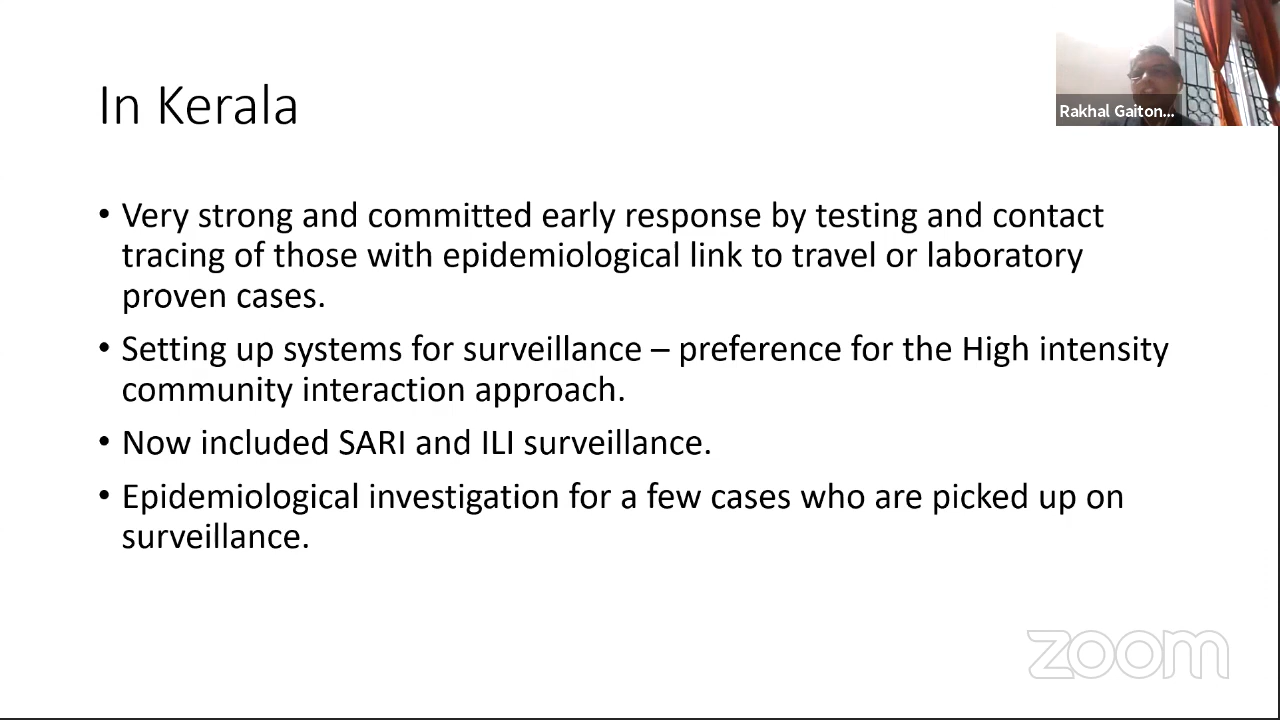 In Kerala
Rakhal Gaiton...
• Very strong and committed early response by testing and contact
tracing of those with epidemiological link to travel or laboratory
proven cases.
• Setting up systems for surveillance – preference for the High intensity
community interaction approach.
• Now included SARI and ILI surveillance.
• Epidemiological investigation for a few cases who are picked up on
surveillance.
zoom